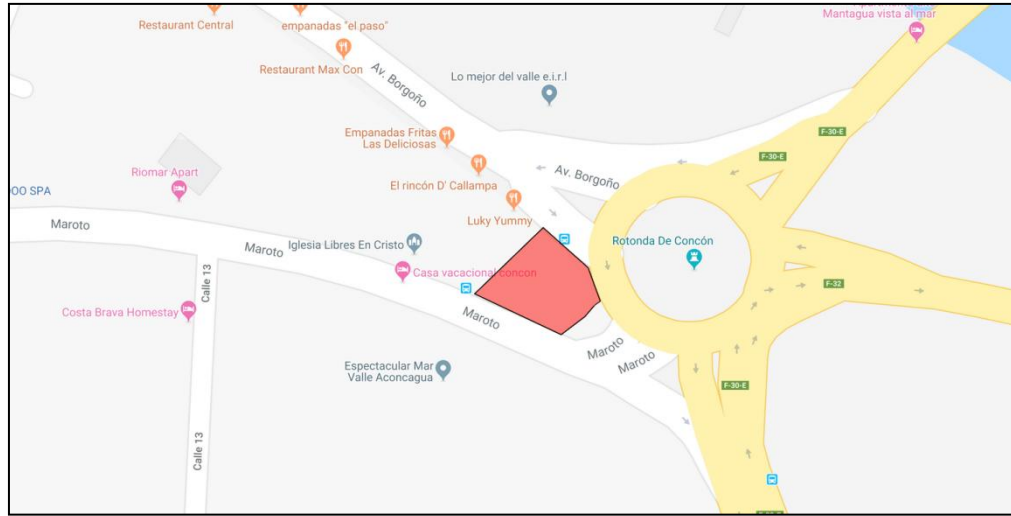 Restaurant Central
empanadas "el paso"
Mantagua vista al mar
Restaurant Max Con
Av. Borgoño
Lo mejor del valle e.i.r.l
Empanadas Fritas
Las Deliciosas
F-30-E
F-30-E
Riomar Apart
Av. Borgoño
El rincón D' Callampa
OO SPA
Luky Yummy
Maroto
Maroto
Iglesia Libres En Cristo
Rotonda De Concón
Casa vacacional concon
Calle 13
F-32
Costa Brava Homestay
Maroto
Maroto
Maroto
Espectacular Mar
Valle Aconcagua
F-30-E
Calle 13